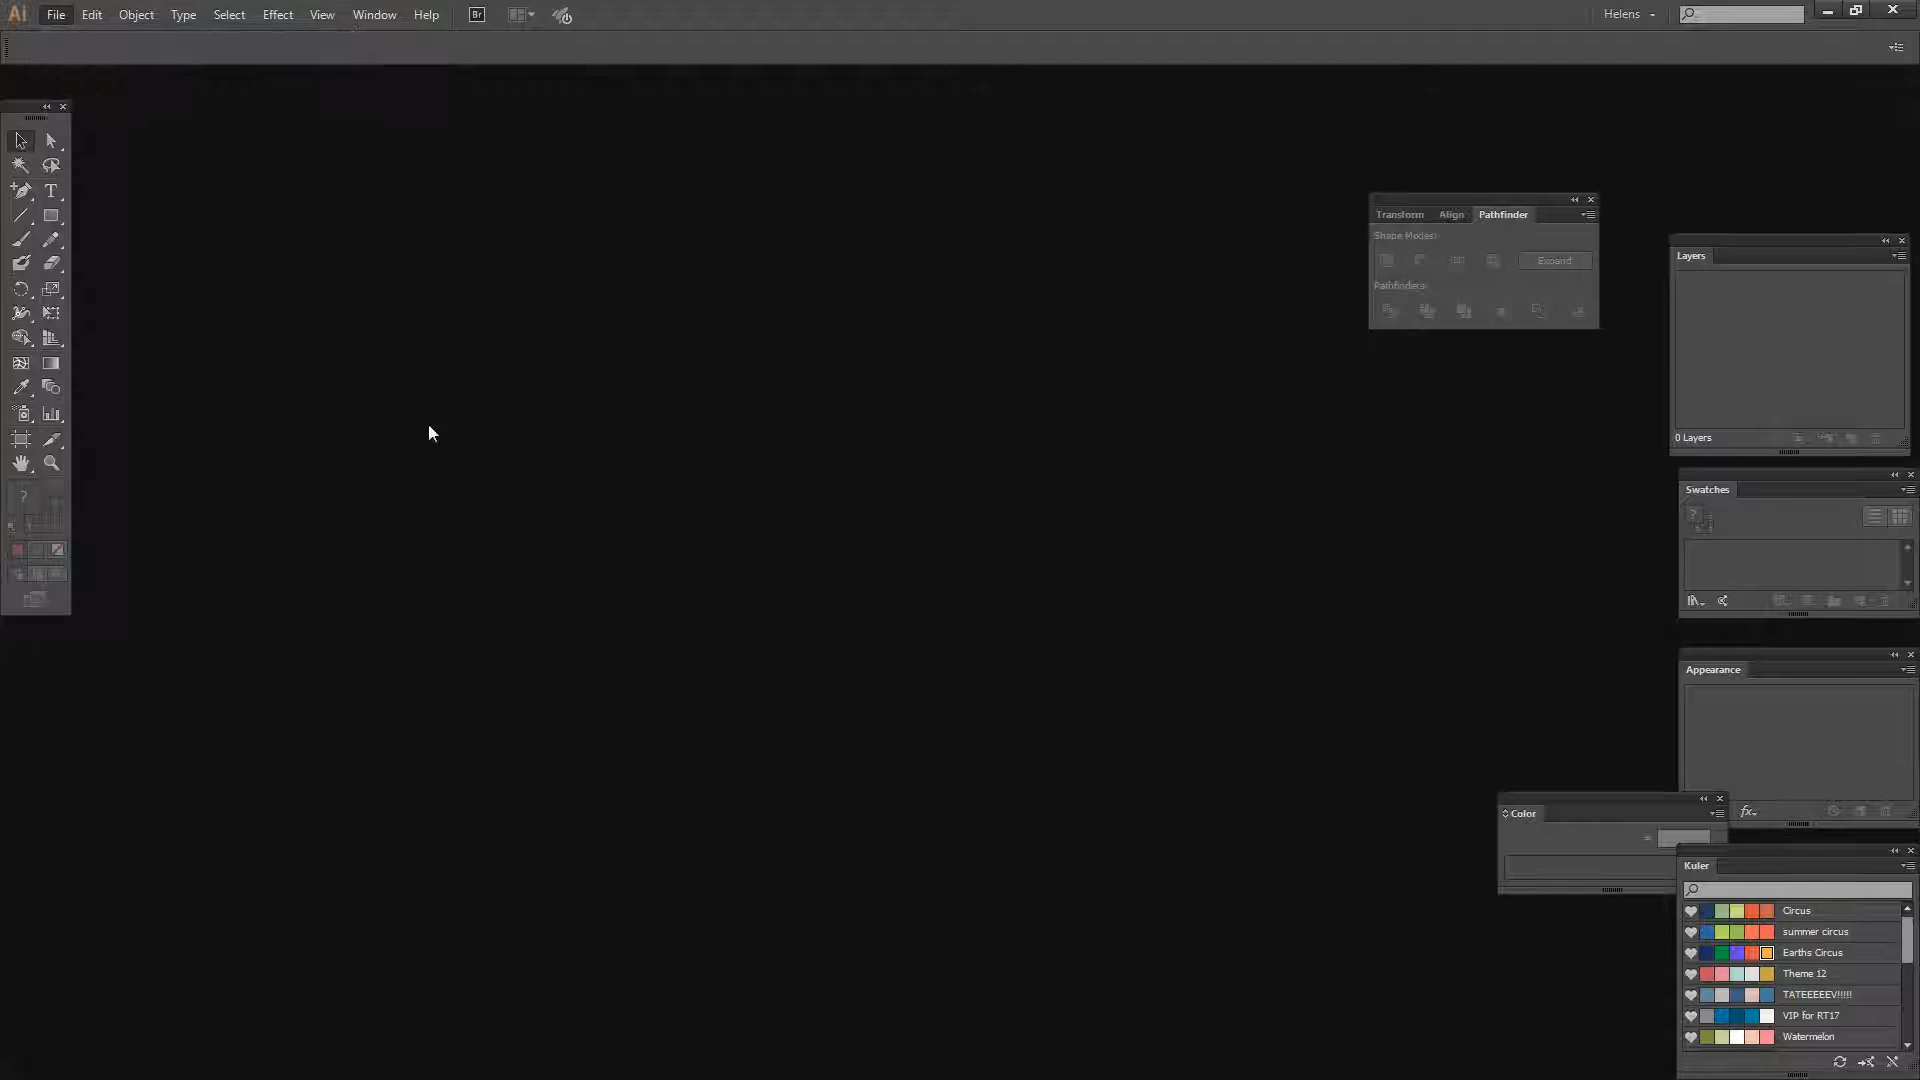 Ai File Edit Object Type Select Effect View Window Help Br Helens
Transform Align Pathfinder
Shape Modes:
Expand
Pathfinders:
Layers
0 Layers
Swatches
?
Appearance
fx
Color
Kuler
Circus
summer circus
Earths Circus
Theme 12
TATEEEEEV!!!!!
VIP for RT17
Watermelon
T
?